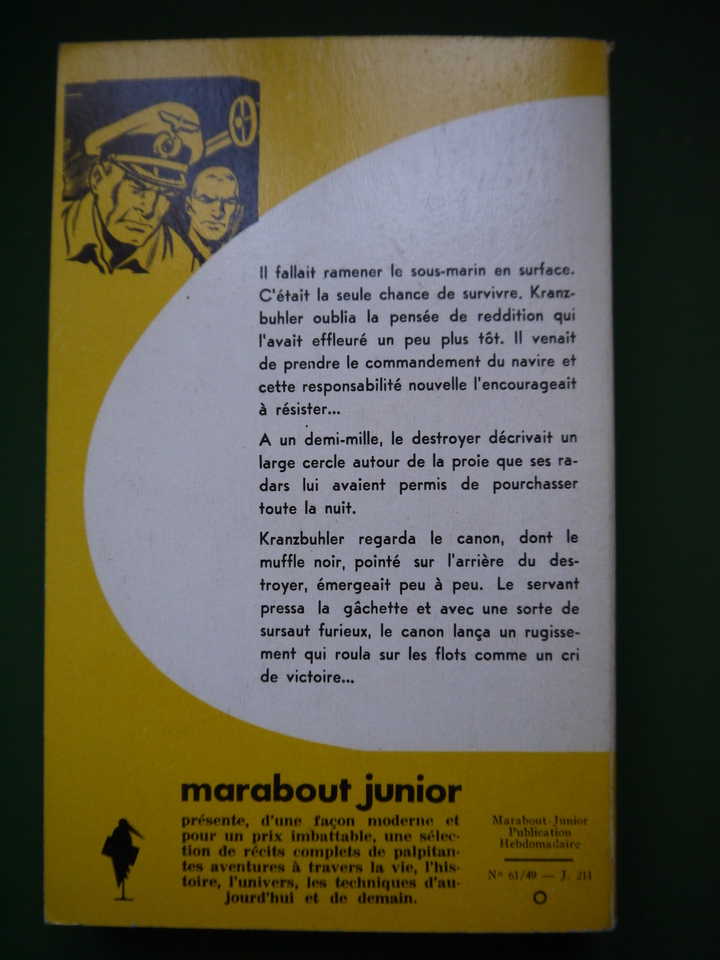 Il fallait ramener le sous-marin en surface.
C'était la seule chance de survivre. Kranz-
buhler oublia la pensée de reddition qui
l'avait effleuré un peu plus tôt. Il venait
de prendre le commandement du navire et
cette responsabilité nouvelle l'encourageait
à résister...
A un demi-mille, le destroyer décrivait un
large cercle autour de la proie que ses ra-
dars lui avaient permis de pourchasser
toute la nuit.
Kranzbuhler regarda le canon, dont le
muffle noir, pointé sur l'arrière du des-
troyer, émergeait peu à peu. Le servant
pressa la gâchette et avec une sorte de
sursaut furieux, le canon lança un rugisse-
ment qui roula sur les flots comme un cri
de victoire...
marabout junior
présente, d'une façon moderne et
pour un prix imbattable, une sélec-
tion de récits complets de palpitan-
tes aventures à travers la vie, l'his-
toire, l'univers, les techniques d'au-
jourd'hui et de demain.
Marabout-Junior
Publication
Hebdomadaire
N° 61/49 — J. 211